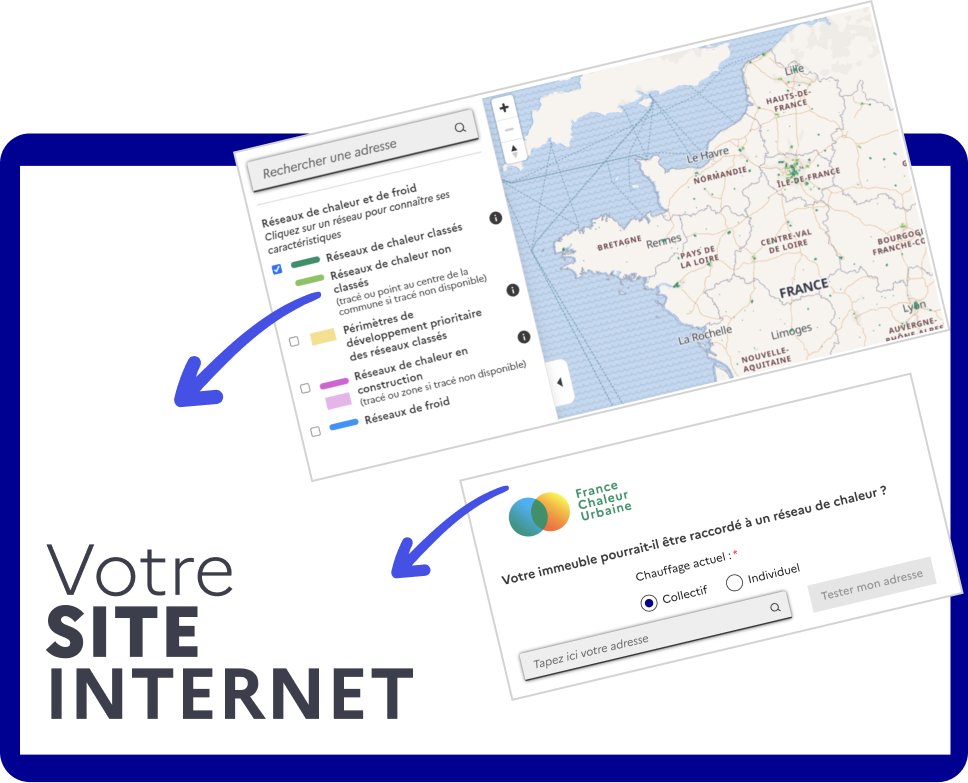 Rechercher une adresse
Réseaux de chaleur et de froid
Cliquez sur un réseau pour connaître ses
caractéristiques
Réseaux de chaleur classés
Réseaux de chaleur non
classés
(tracé ou point au centre de la
commune si tracé non disponible)
Périmètres de
développement prioritaire
des réseaux classés
Réseaux de chaleur en
construction
(tracé ou zone si tracé non disponible)
Réseaux de froid
Lille
HAUTS-DE-
FRANCE
Le Havre
NORMANDIE
ÎLE-DE-FRANCE
BRETAGNE
Rennes
PAYS DE
LA LOIRE
CENTRE-VAL
DE LOIRE
BOURGOG
FRANCHE-CO
FRANCE
La Rochelle
Limoges
Lyon
NOUVELLE-
AQUITAINE
AUVERGNE-
RHÔNE-ALPES
France
Chaleur
Urbaine
Votre immeuble pourrait-il être raccordé à un réseau de chaleur ?
Chauffage actuel : *
Collectif
Individuel
Tapez ici votre adresse
Tester mon adresse
Votre
SITE
INTERNET